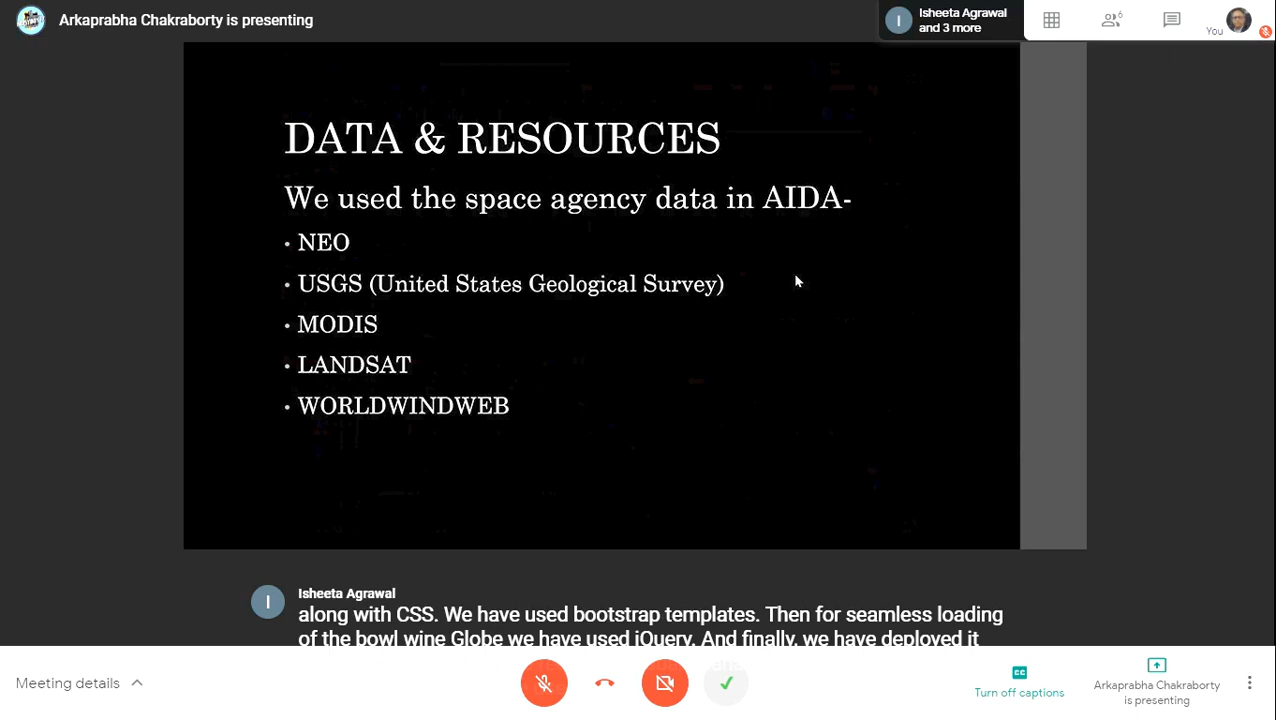 Arkaprabha Chakraborty is presenting
Isheeta Agrawal
and 3 more
6
You
DATA & RESOURCES
We used the space agency data in AIDA-
• NEO
• USGS (United States Geological Survey)
• MODIS
• LANDSAT
• WORLDWINDWEB
I
Isheeta Agrawal
along with CSS. We have used bootstrap templates. Then for seamless loading
of the bowl wine Globe we have used jQuery. And finally, we have deployed it
Meeting details
CC
Turn off captions
Arkaprabha Chakraborty
is presenting